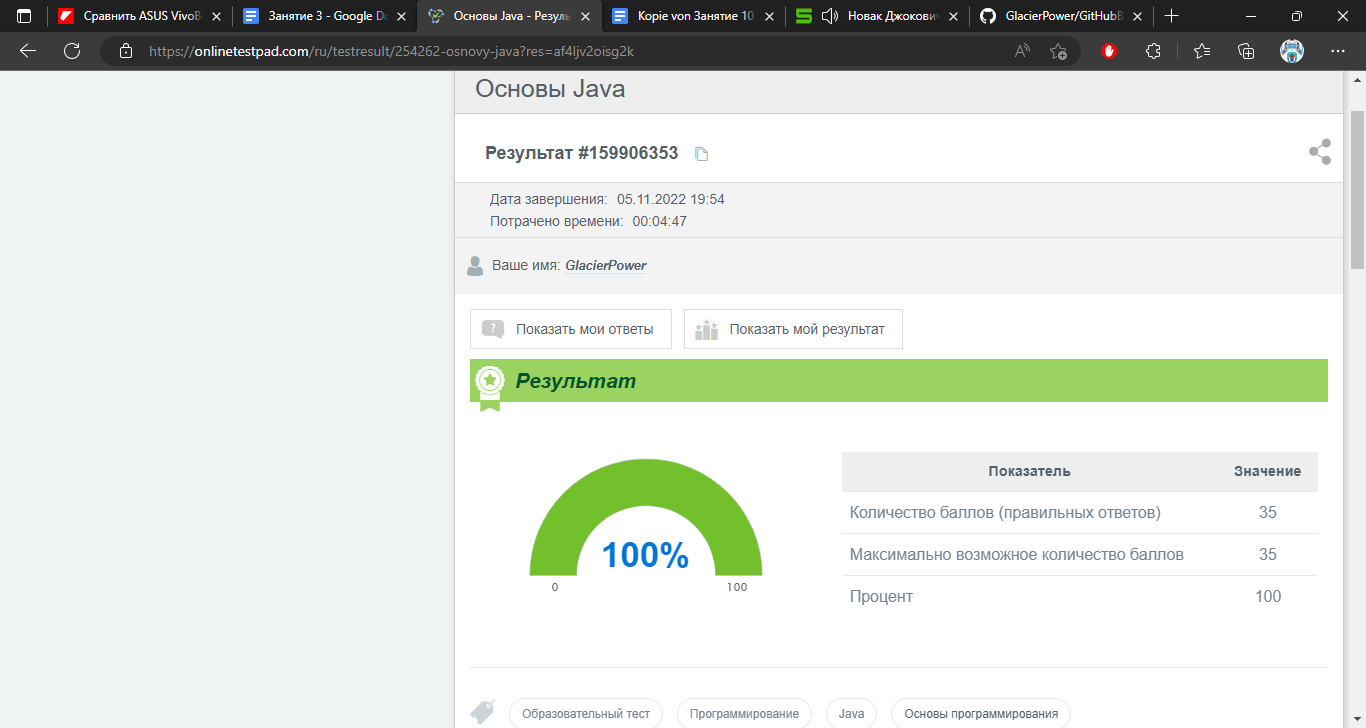 Сравнить ASUS VivoB
Занятие 3 - Google Do
Основы Java - Резуль
Kopie von Занятие 10
Новак Джокович
GlacierPower/GitHubB
https://onlinetestpad.com/ru/testresult/254262-osnovy-java?res=af4ljv2oisg2k
Основы Java
Результат #159906353
Дата завершения: 05.11.2022 19:54
Потрачено времени: 00:04:47
Ваше имя: GlacierPower
Показать мои ответы
Показать мой результат
Результат
100%
0
100
Показатель Значение
Количество баллов (правильных ответов) 35
Максимально возможное количество баллов 35
Процент 100
Образовательный тест
Программирование
Java
Основы программирования